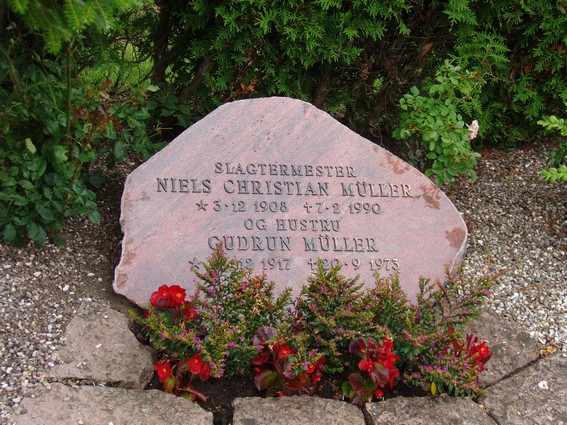 SLAGTERMESTER
NIELS CHRISTIAN MÜLLER
★ 3·12 1908 ✝ 7·2 1990
OG HUSTRU
GUDRUN MÜLLER
★ 12 1917 ✝ 20·9 1973